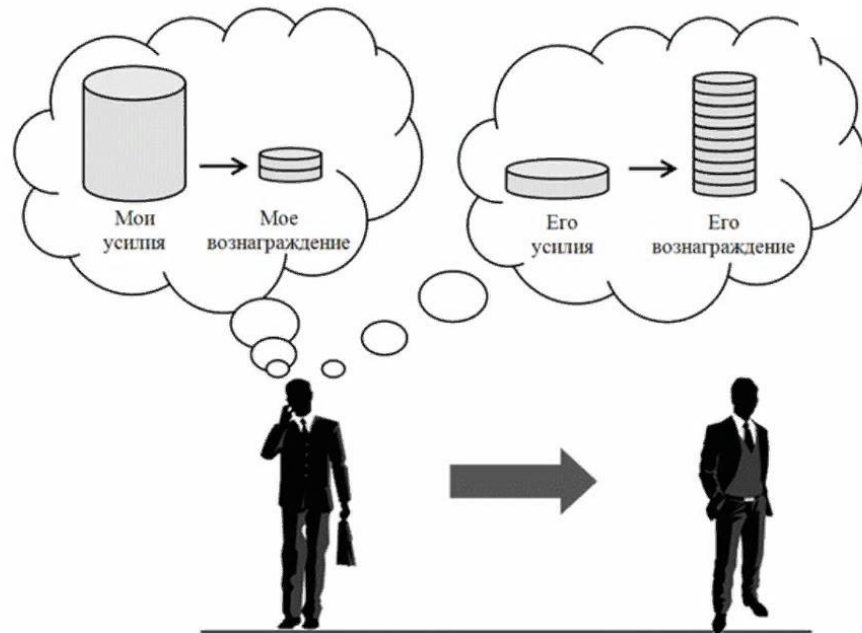 Мои
усилия
Мое
вознаграждение
Его
усилия
Его
вознаграждение